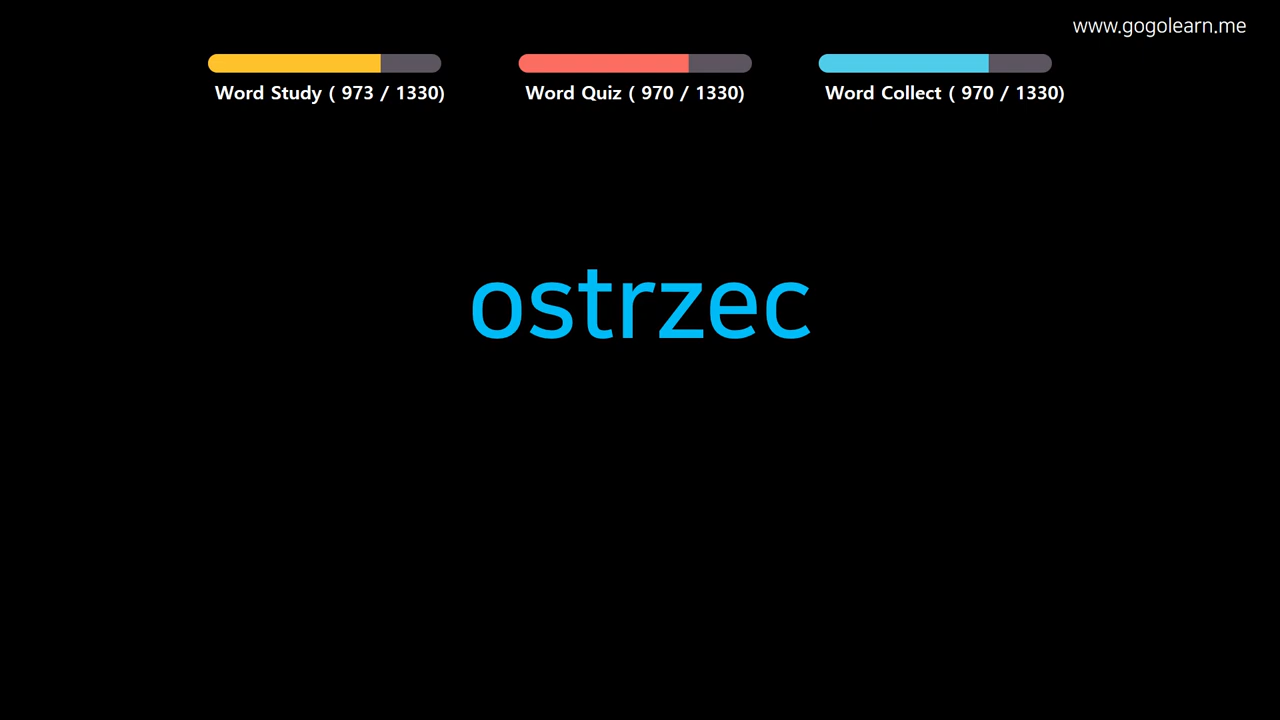 www.gogolearn.me
Word Study ( 973 / 1330)
Word Quiz ( 970 / 1330)
Word Collect ( 970 / 1330)
ostrzec